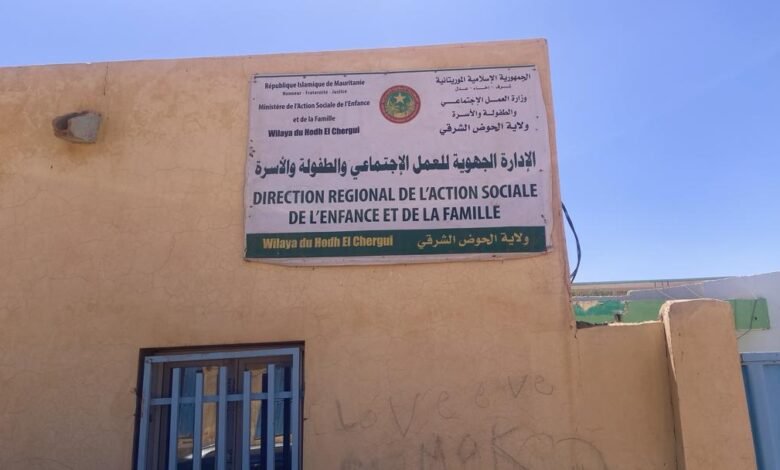 République Islamique de Mauritanie
Honneur - Fraternité - Justice
Ministère de l'Action Sociale de l'Enfance
et de la Famille
Wilaya du Hodh El Chergui
الجمهورية الإسلامية الموريتانية
شرف - إخاء - عدل
وزارة العمل الإجتماعي
والطفولة والأسرة
ولاية الحوض الشرقي
الإدارة الجهوية للعمل الإجتماعي والطفولة والأسرة
DIRECTION REGIONAL DE L'ACTION SOCIALE
DE L'ENFANCE ET DE LA FAMILLE
Wilaya du Hodh El Chergui ولاية الحوض الشرقي